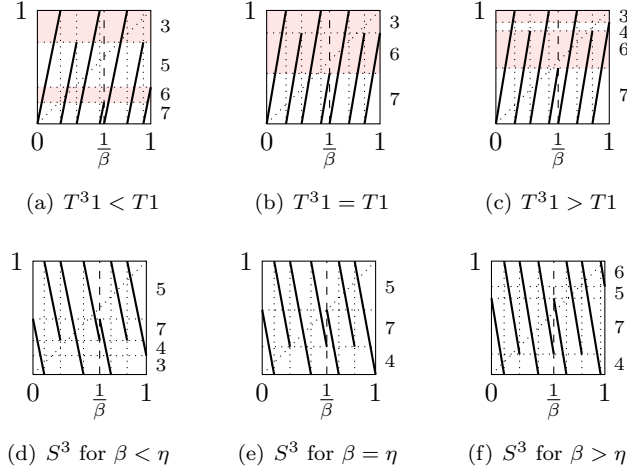 1 3 1 3 1 3
5 6 4
6 6
6 7 7 7
0 1/β 1 0 1/β 1 0 1/β 1
(a) T³1 < T1 (b) T³1 = T1 (c) T³1 > T1
1 1 1 6
5 5 5
7 7 7
4
3 4 4
0 1/β 1 0 1/β 1 0 1/β 1
(d) S³ for β < η (e) S³ for β = η (f) S³ for β > η